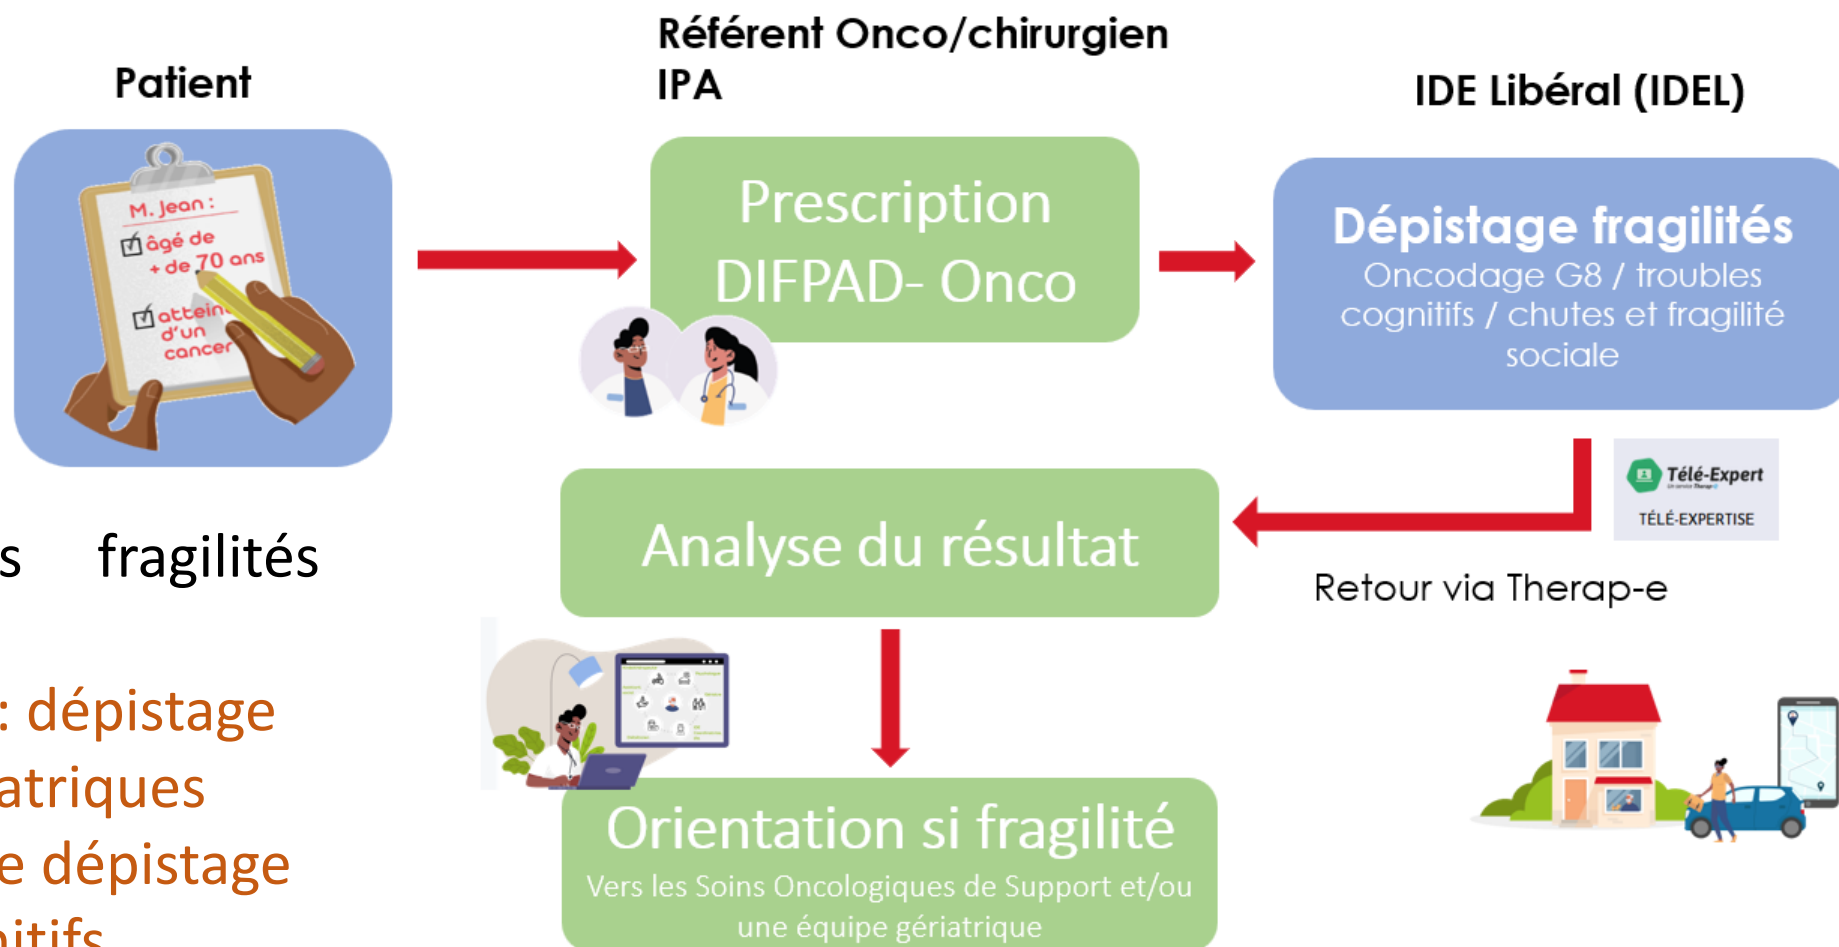 Référent Onco/chirurgien
IPA
Patient
IDE Libéral (IDEL)
M. Jean :
âgé de
+ de 70 ans
atteint
d'un
cancer
Prescription
DIFPAD- Onco
Dépistage fragilités
Oncodage G8 / troubles
cognitifs / chutes et fragilité
sociale
Télé-Expert
TÉLÉ-EXPERTISE
Analyse du résultat
Retour via Therap-e
s fragilités
: dépistage
atriques
e dépistage
nitifs
Orientation si fragilité
Vers les Soins Oncologiques de Support et/ou
une équipe gériatrique